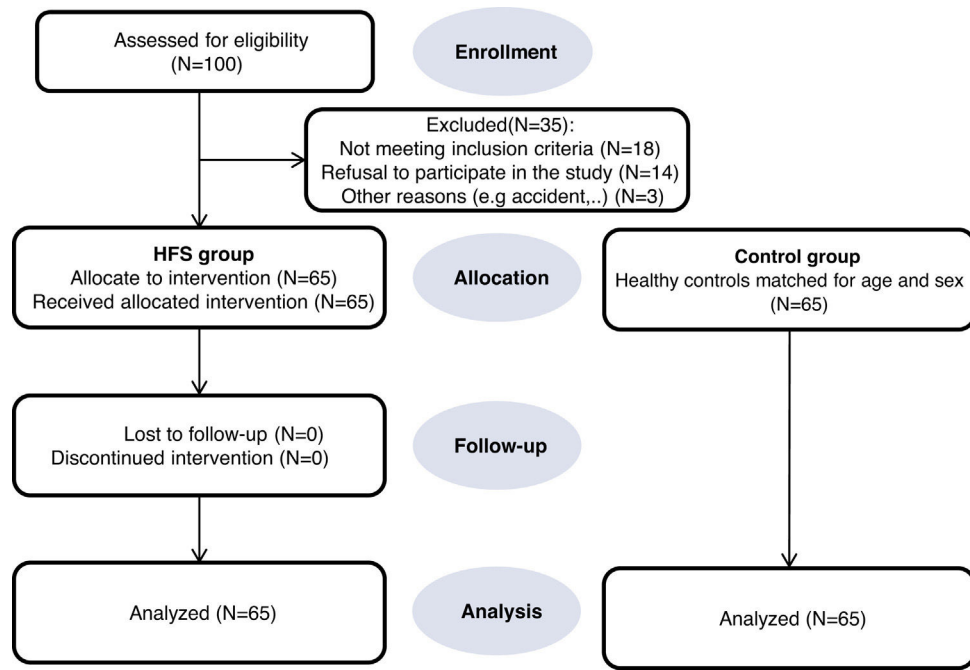 Assessed for eligibility
(N=100)
Enrollment
Excluded(N=35):
Not meeting inclusion criteria (N=18)
Refusal to participate in the study (N=14)
Other reasons (e.g accident,..) (N=3)
HFS group
Allocate to intervention (N=65)
Received allocated intervention (N=65)
Allocation
Control group
Healthy controls matched for age and sex
(N=65)
Lost to follow-up (N=0)
Discontinued intervention (N=0)
Follow-up
Analyzed (N=65)
Analysis
Analyzed (N=65)